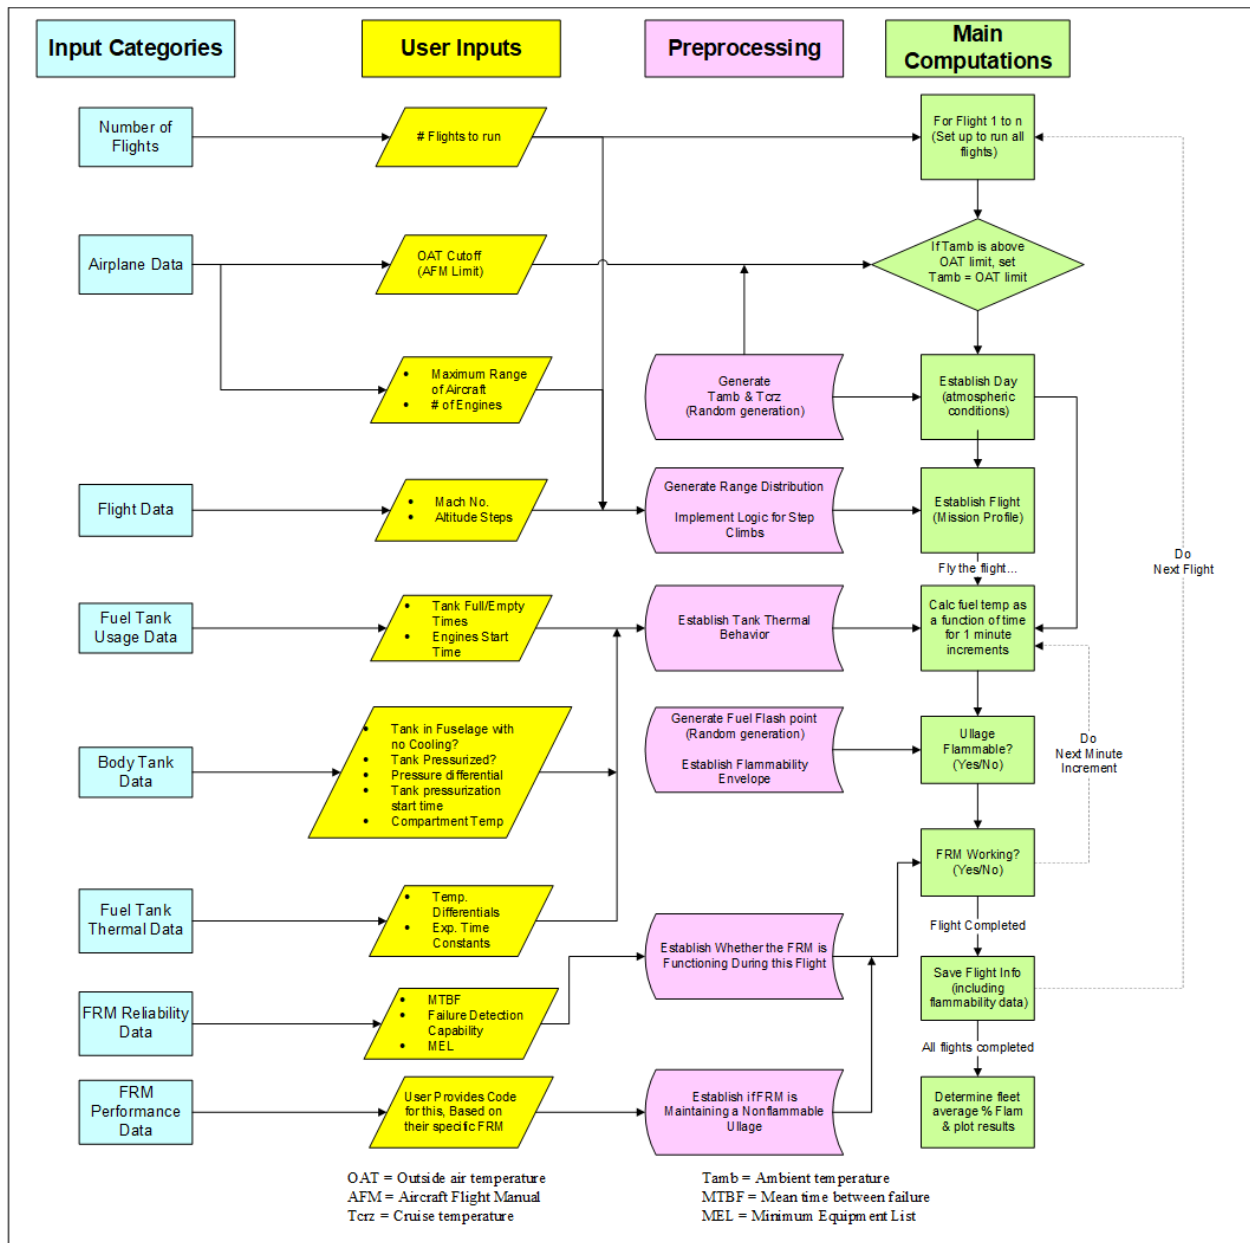 Input Categories
User Inputs
Preprocessing
Main
Computations
Number of
Flights
# Flights to run
For Flight 1 to n
(Set up to run all
flights)
Airplane Data
OAT Cutoff
(AFM Limit)
If Tamb is above
OAT limit, set
Tamb = OAT limit
• Maximum Range
of Aircraft
• # of Engines
Generate
Tamb & Tcrz
(Random generation)
Establish Day
(atmospheric
conditions)
Flight Data
• Mach No.
• Altitude Steps
Generate Range Distribution
Implement Logic for Step
Climbs
Establish Flight
(Mission Profile)
Fly the flight...
Do
Next Flight
Fuel Tank
Usage Data
• Tank Full/Empty
Times
• Engines Start
Time
Establish Tank Thermal
Behavior
Calc fuel temp as
a function of time
for 1 minute
increments
Body Tank
Data
• Tank in Fuselage with
no Cooling?
• Tank Pressurized?
• Pressure differential
• Tank pressurization
start time
• Compartment Temp
Generate Fuel Flash point
(Random generation)
Establish Flammability
Envelope
Ullage
Flammable?
(Yes/No)
Do
Next Minute
Increment
FRM Working?
(Yes/No)
Flight Completed
Fuel Tank
Thermal Data
• Temp.
Differentials
• Exp. Time
Constants
Establish Whether the FRM is
Functioning During this Flight
Save Flight Info
(including
flammability data)
All flights completed
FRM Reliability
Data
• MTBF
• Failure Detection
Capability
• MEL
FRM
Performance
Data
User Provides Code
for this, Based on
their specific FRM
Establish if FRM is
Maintaining a Nonflammable
Ullage
Determine fleet
average % Flam
& plot results
OAT = Outside air temperature
AFM = Aircraft Flight Manual
Tcrz = Cruise temperature
Tamb = Ambient temperature
MTBF = Mean time between failure
MEL = Minimum Equipment List